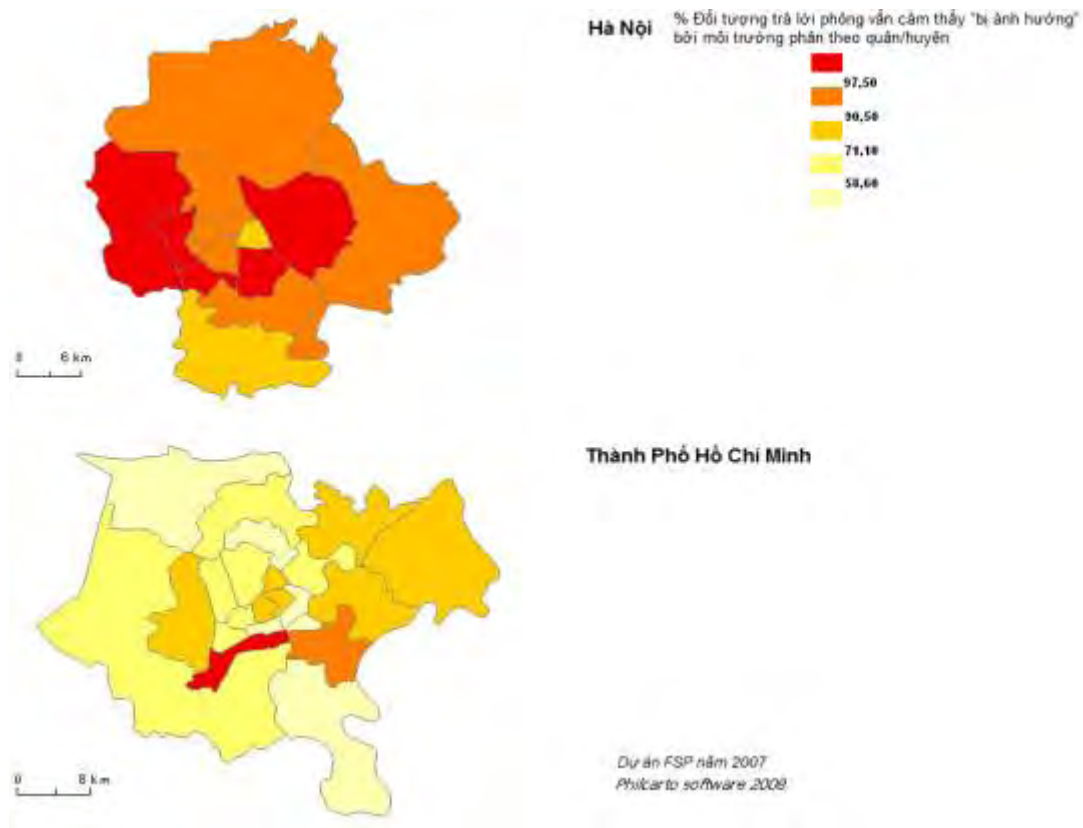 Hà Nội
% Đối tượng trả lời phỏng vấn cảm thấy "bị ảnh hưởng"
bởi môi trường phân theo quận/huyện
97,50
90,50
71,10
58,60
0 6 km
Thành Phố Hồ Chí Minh
0 8 km
Dự án FSP năm 2007
Philcarto software 2008